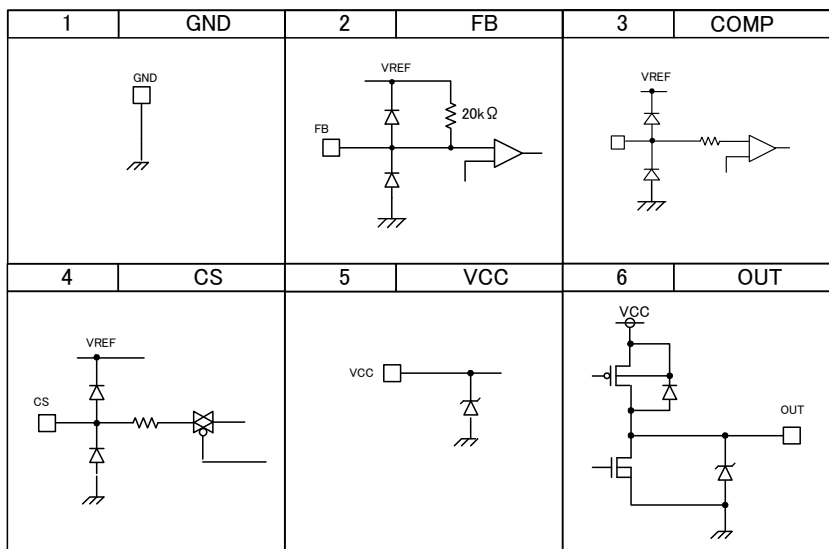 1 GND 2 FB 3 COMP
GND
VREF
20kΩ
FB
VREF
4 CS 5 VCC 6 OUT
VREF
CS
VCC
VCC
OUT